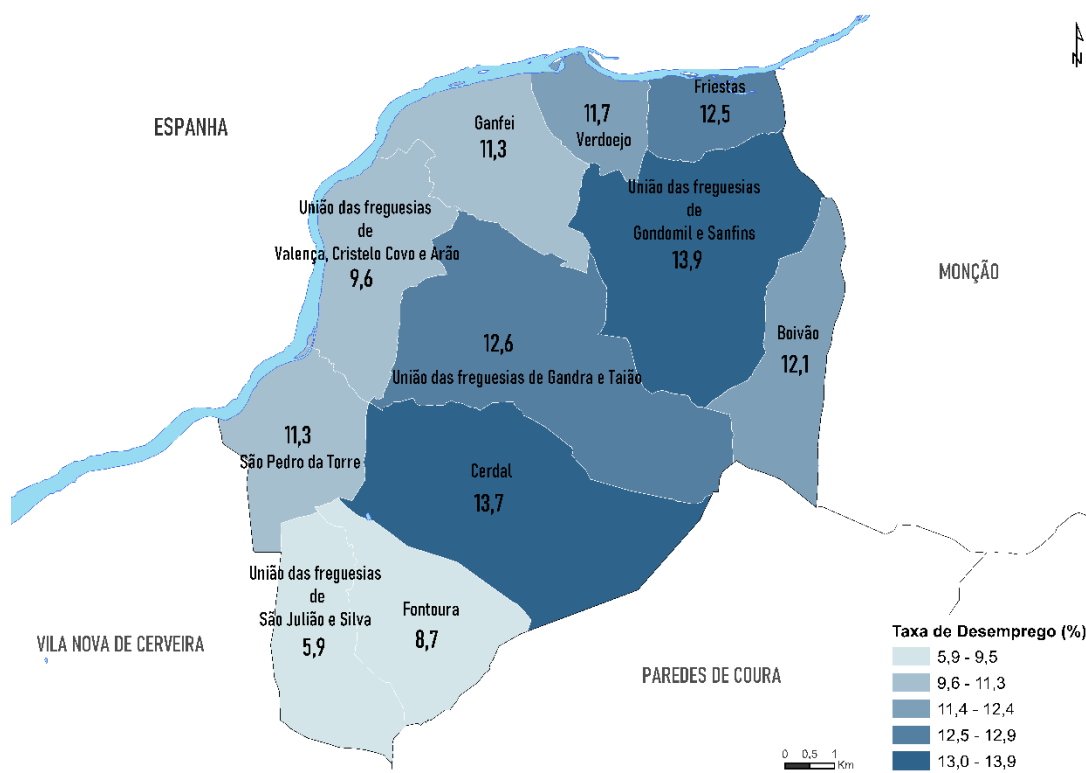 N
ESPANHA
Friestas
12,5
11,7
Verdoejo
Ganfei
11,3
União das freguesias
de
Gondomil e Sanfins
13,9
União das freguesias
de
Valença, Cristelo Covo e Arão
9,6
MONÇÃO
Boivão
12,1
12,6
União das freguesias de Gandra e Taião
11,3
São Pedro da Torre
Cerdal
13,7
União das freguesias
de
São Julião e Silva
5,9
Fontoura
8,7
VILA NOVA DE CERVEIRA
PAREDES DE COURA
Taxa de Desemprego (%)
5,9 - 9,5
9,6 - 11,3
11,4 - 12,4
12,5 - 12,9
13,0 - 13,9
0 0,5 1
Km